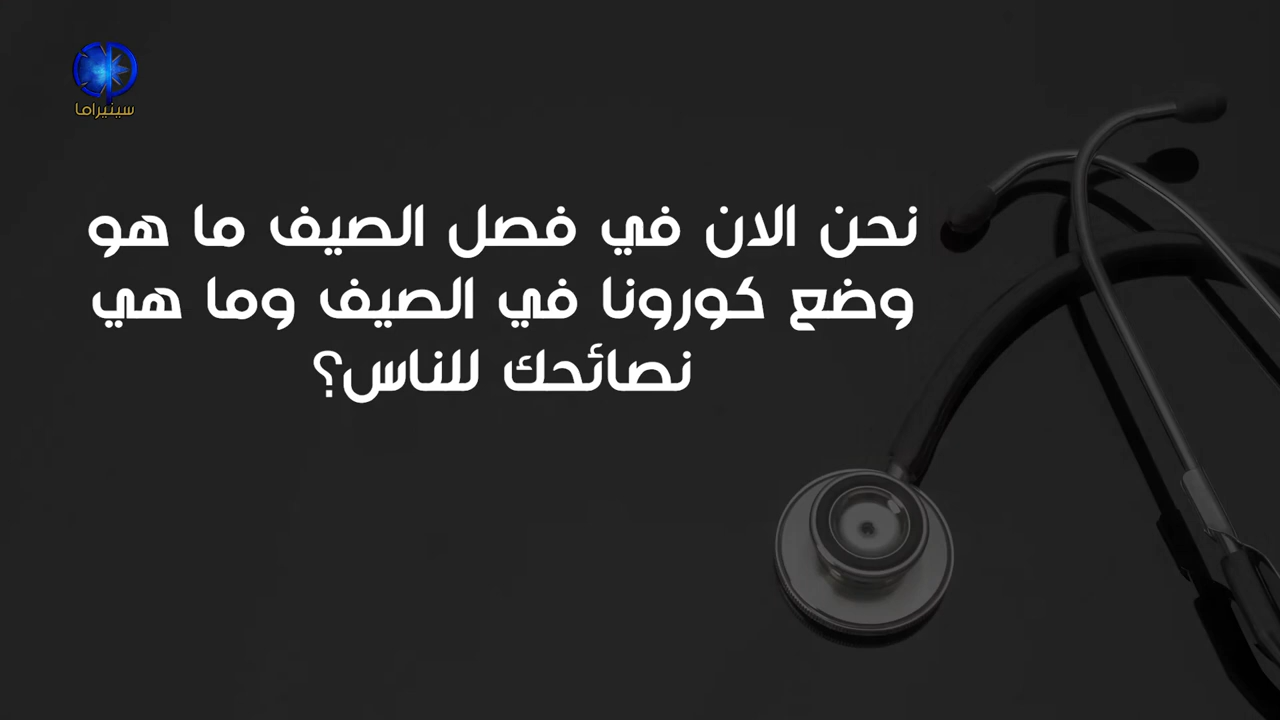 سينيراما
نحن الان في فصل الصيف ما هو
وضع كورونا في الصيف وما هي
نصائحك للناس؟